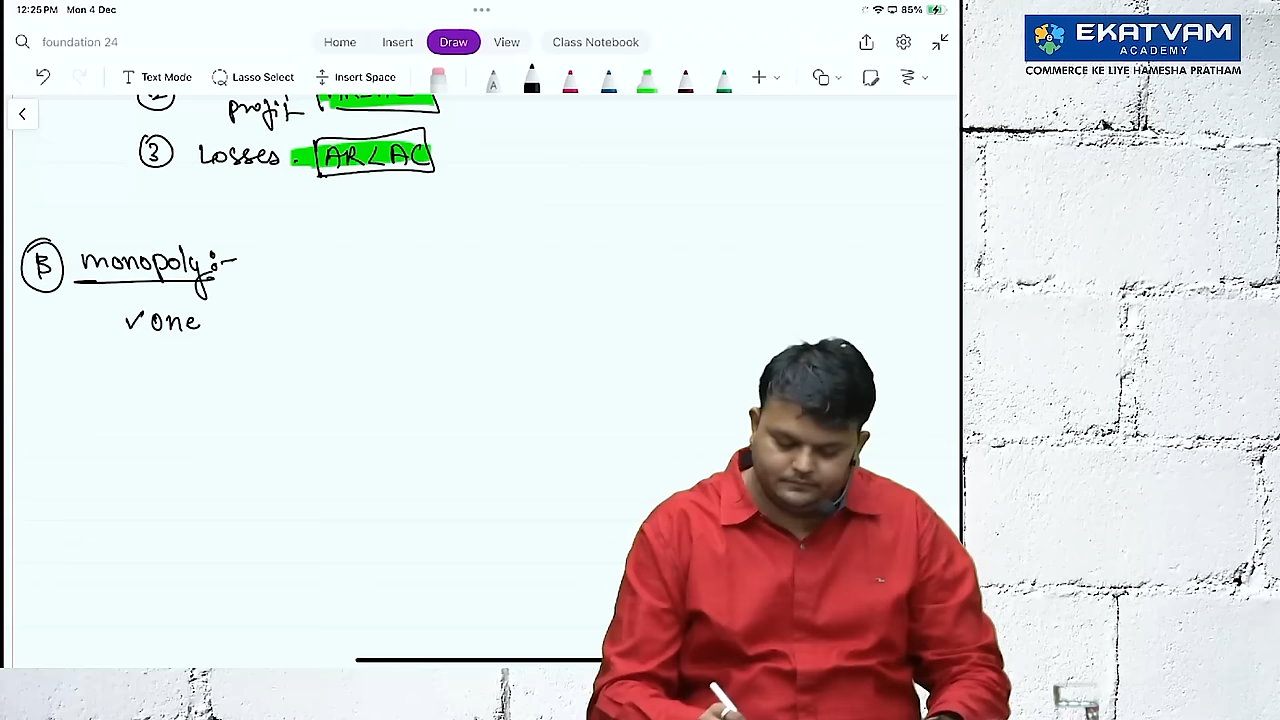 12:25 PM Mon 4 Dec
85%
foundation 24
Home Insert Draw View Class Notebook
Text Mode Lasso Select Insert Space
profit
3 Losses. AR<AC
B monopoly:-
✓ one
EKATVAM
ACADEMY
COMMERCE KE LIYE HAMESHA PRATHAM